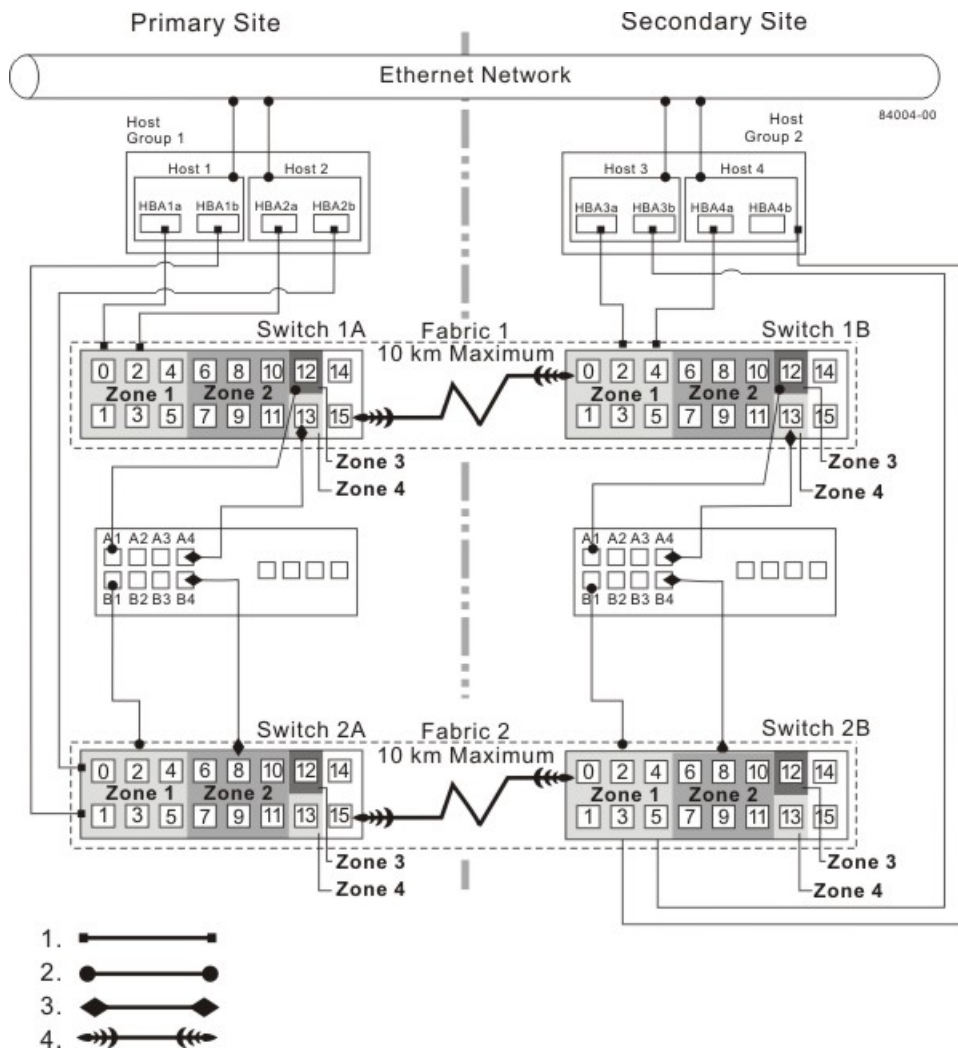 Primary Site
Secondary Site
Ethernet Network
84004-00
Host
Group 1
Host
Group 2
Host 1
Host 2
Host 3
Host 4
HBA1a
HBA1b
HBA2a
HBA2b
HBA3a
HBA3b
HBA4a
HBA4b
Switch 1A
Fabric 1
10 km Maximum
Switch 1B
0 2 4 6 8 10 12 14
Zone 1 Zone 2
1 3 5 7 9 11 13 15
0 2 4 6 8 10 12 14
Zone 1 Zone 2
1 3 5 7 9 11 13 15
Zone 3
Zone 4
Zone 3
Zone 4
A1 A2 A3 A4
B1 B2 B3 B4
A1 A2 A3 A4
B1 B2 B3 B4
Switch 2A
Fabric 2
10 km Maximum
Switch 2B
0 2 4 6 8 10 12 14
Zone 1 Zone 2
1 3 5 7 9 11 13 15
0 2 4 6 8 10 12 14
Zone 1 Zone 2
1 3 5 7 9 11 13 15
Zone 3
Zone 4
Zone 3
Zone 4
1.
2.
3.
4.